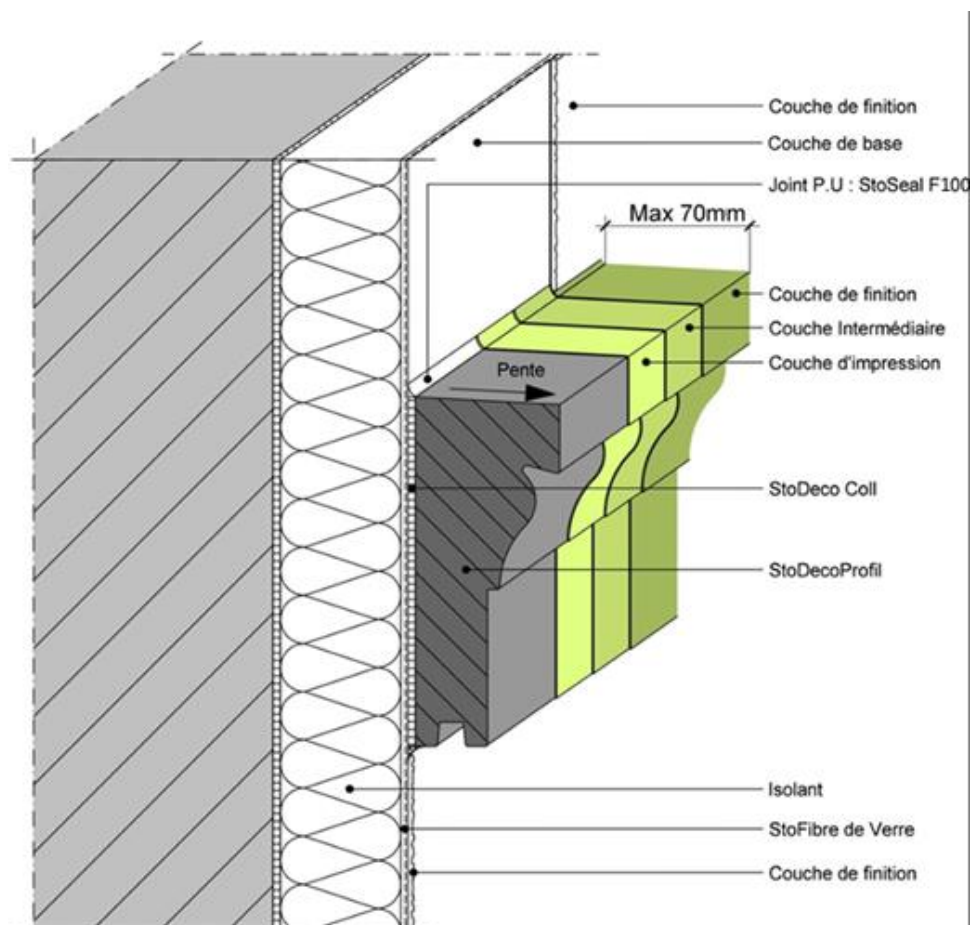 Couche de finition
Couche de base
Joint P.U : StoSeal F100
Max 70mm
Couche de finition
Couche Intermédiaire
Couche d'impression
Pente
StoDeco Coll
StoDecoProfil
Isolant
StoFibre de Verre
Couche de finition